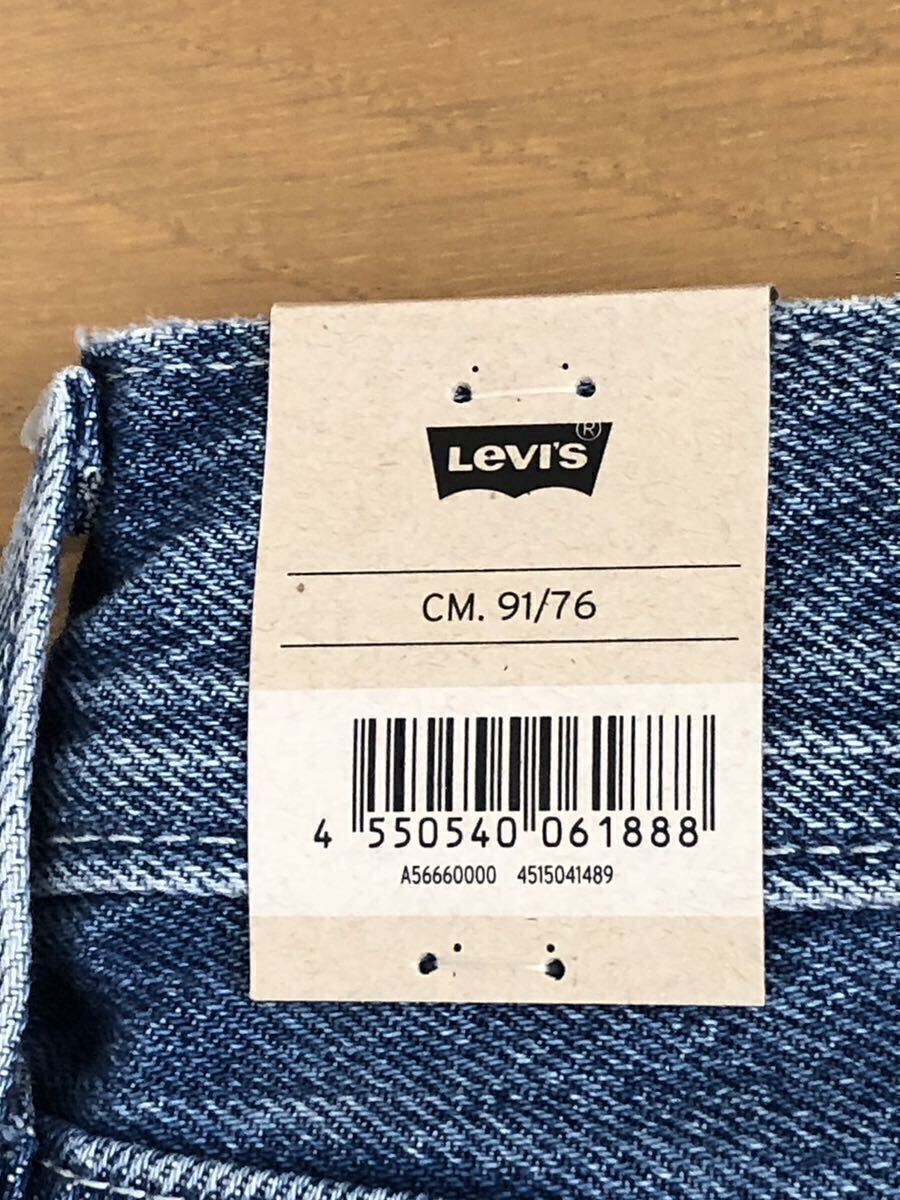 Levi's ®
CM. 91/76
4 550540 061888
A56660000 4515041489